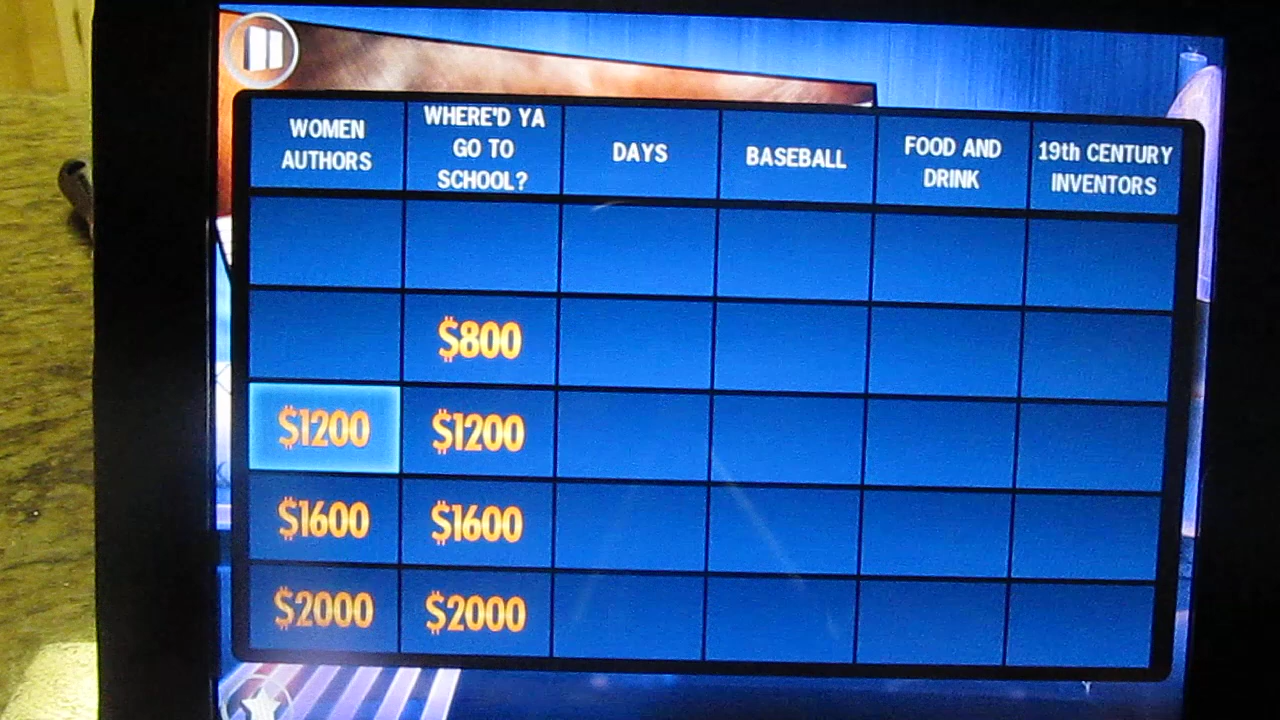 WOMEN
AUTHORS
WHERE'D YA
GO TO
SCHOOL?
DAYS
BASEBALL
FOOD AND
DRINK
19th CENTURY
INVENTORS
$800
$1200
$1200
$1600
$1600
$2000
$2000